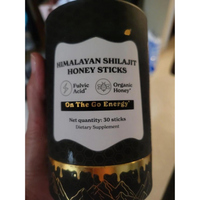 HIMALAYAN SHILAJIT
HONEY STICKS
Fulvic
Acid*
Organic
Honey*
On The Go Energy*
Net quantity: 30 sticks
Dietary Supplement